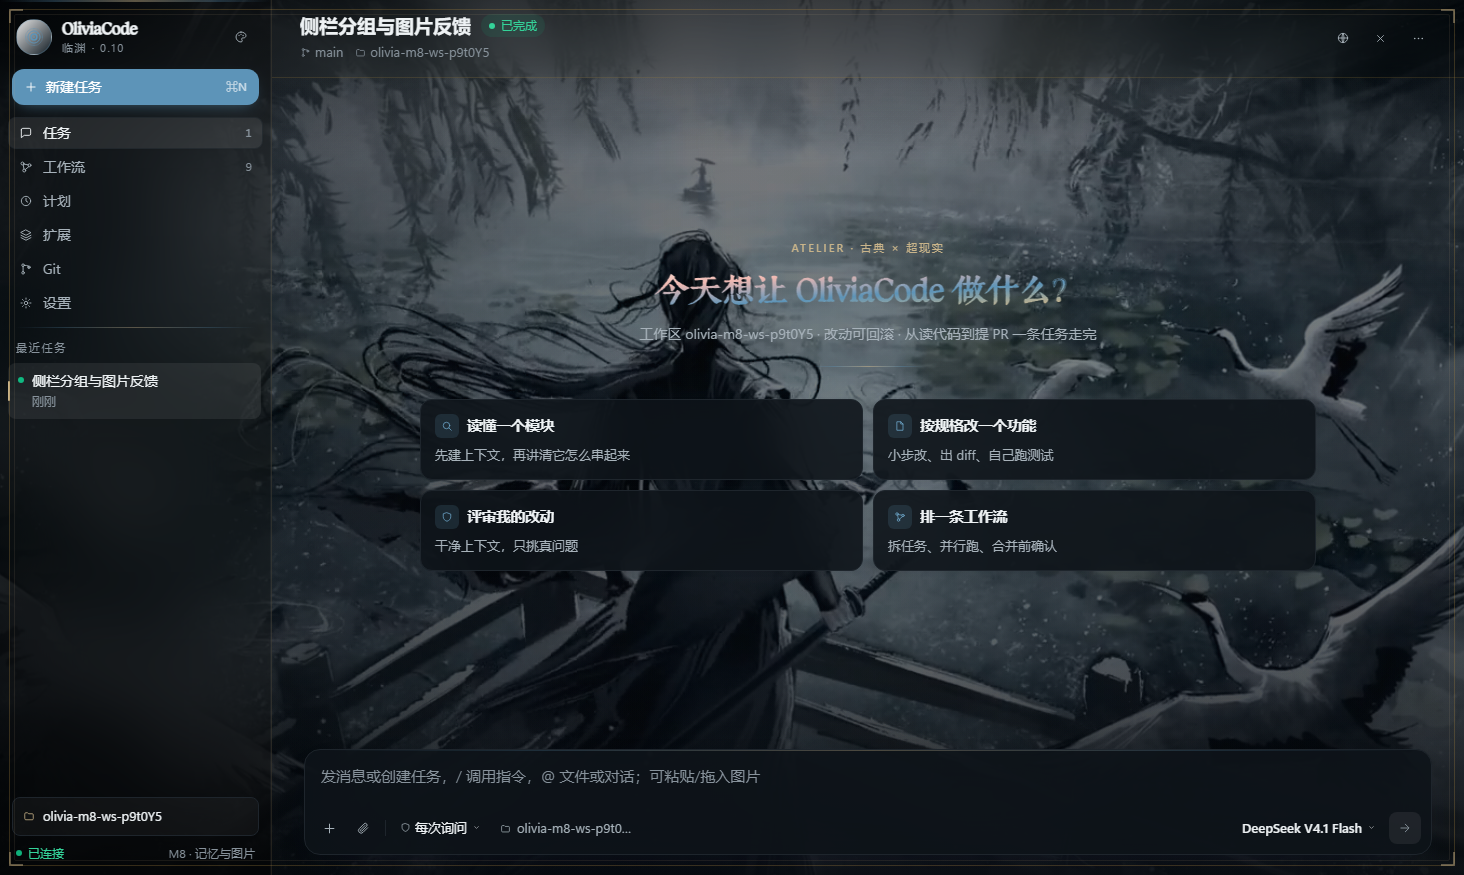 OliviaCode
临渊 · 0.10
新建任务 ⌘N
任务 1
工作流 9
计划
扩展
Git
设置
最近任务
侧栏分组与图片反馈
刚刚
olivia-m8-ws-p9t0Y5
已连接 M8 · 记忆与图片
侧栏分组与图片反馈 已完成
main olivia-m8-ws-p9t0Y5
ATELIER · 古典 × 超现实
今天想让 OliviaCode 做什么?
工作区 olivia-m8-ws-p9t0Y5 · 改动可回滚 · 从读代码到提 PR 一条任务走完
读懂一个模块
先建上下文，再讲清它怎么串起来
按规格改一个功能
小步改、出 diff、自己跑测试
评审我的改动
干净上下文，只挑真问题
排一条工作流
拆任务、并行跑、合并前确认
发消息或创建任务，/ 调用指令，@ 文件或对话；可粘贴/拖入图片
每次询问 olivia-m8-ws-p9t0... DeepSeek V4.1 Flash